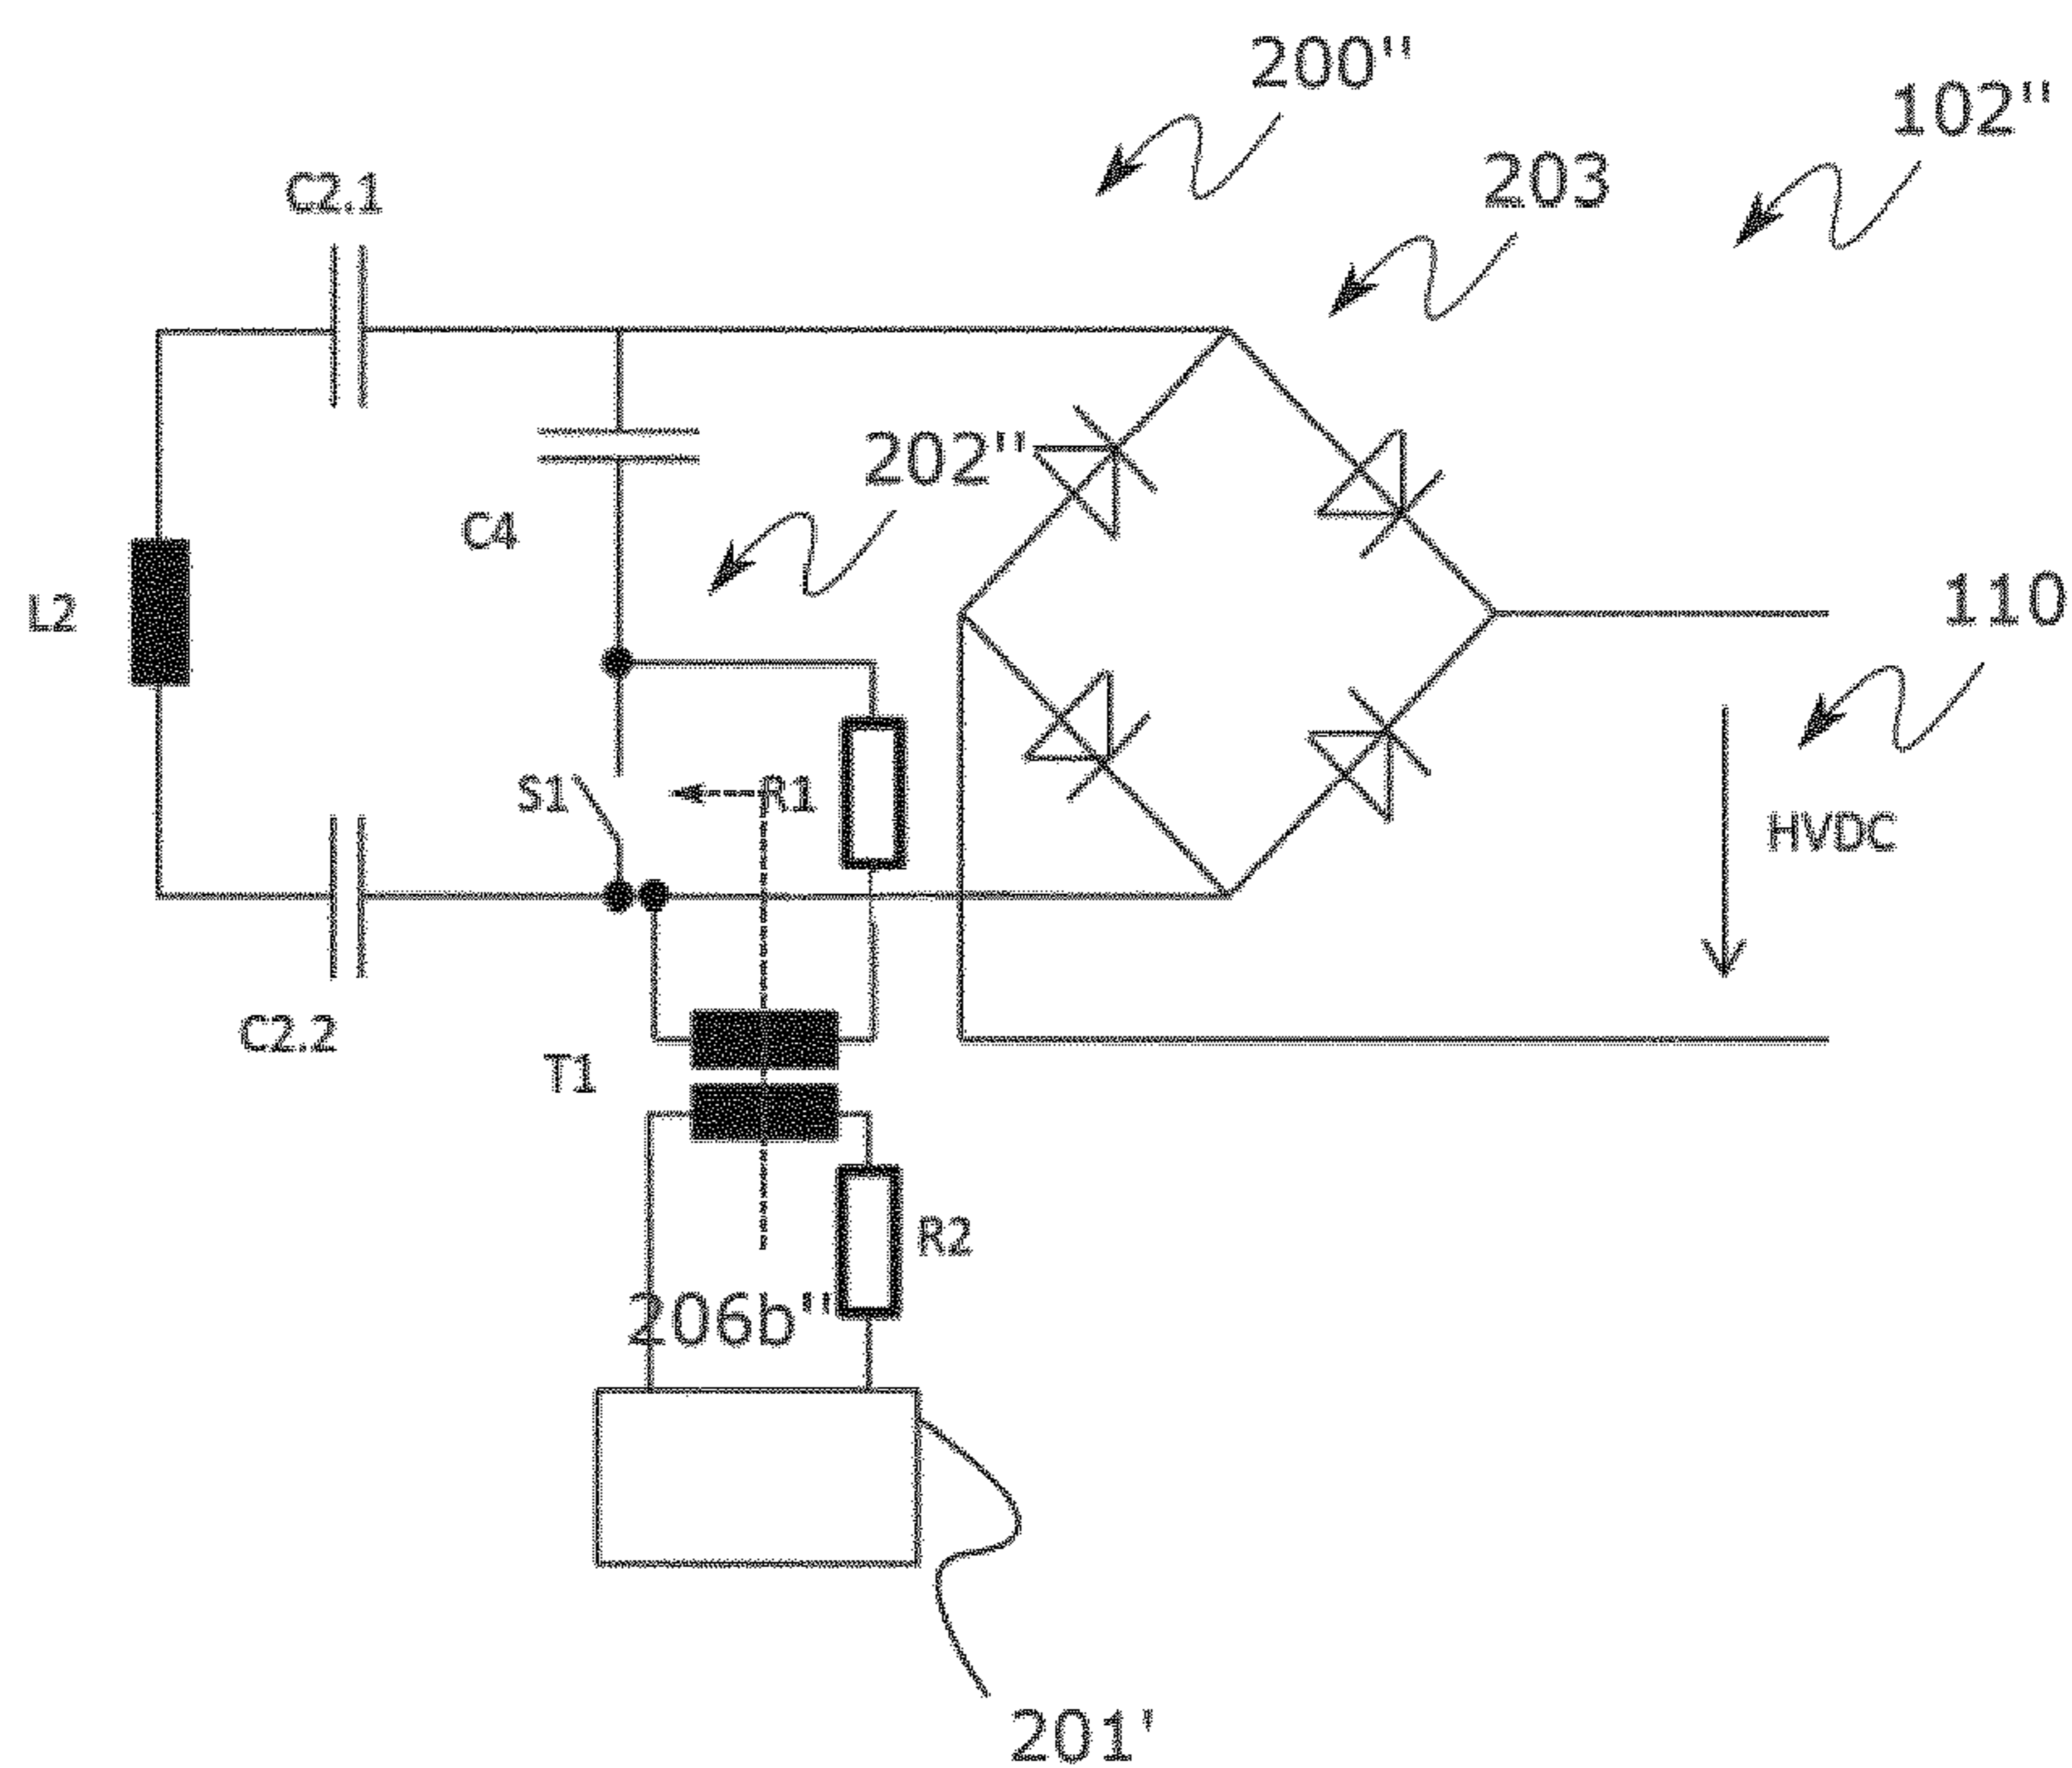 200"
102"
203
C2.1
202"
C4
L2
110
S1
R1
HVDC
C2.2
T1
R2
206b"
201'